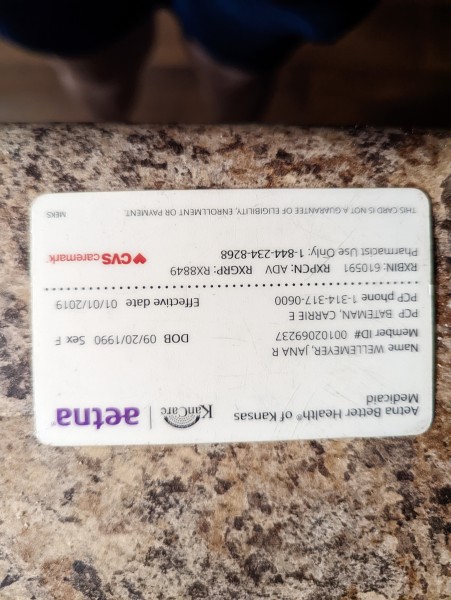 Aetna Better Health® of Kansas
Medicaid
KanCare | aetna
Name WELLEMEYER, JANA R
Member ID# 00102069237 DOB 09/20/1990 Sex F
PCP BATEMAN, CARRIE E
PCP phone 1-314-317-0600 Effective date 01/01/2019
RXBIN: 610591 RXPCN: ADV RXGRP: RX8849
Pharmacist Use Only: 1-844-234-8268
CVS caremark
THIS CARD IS NOT A GUARANTEE OF ELIGIBILITY, ENROLLMENT OR PAYMENT.
MEKS